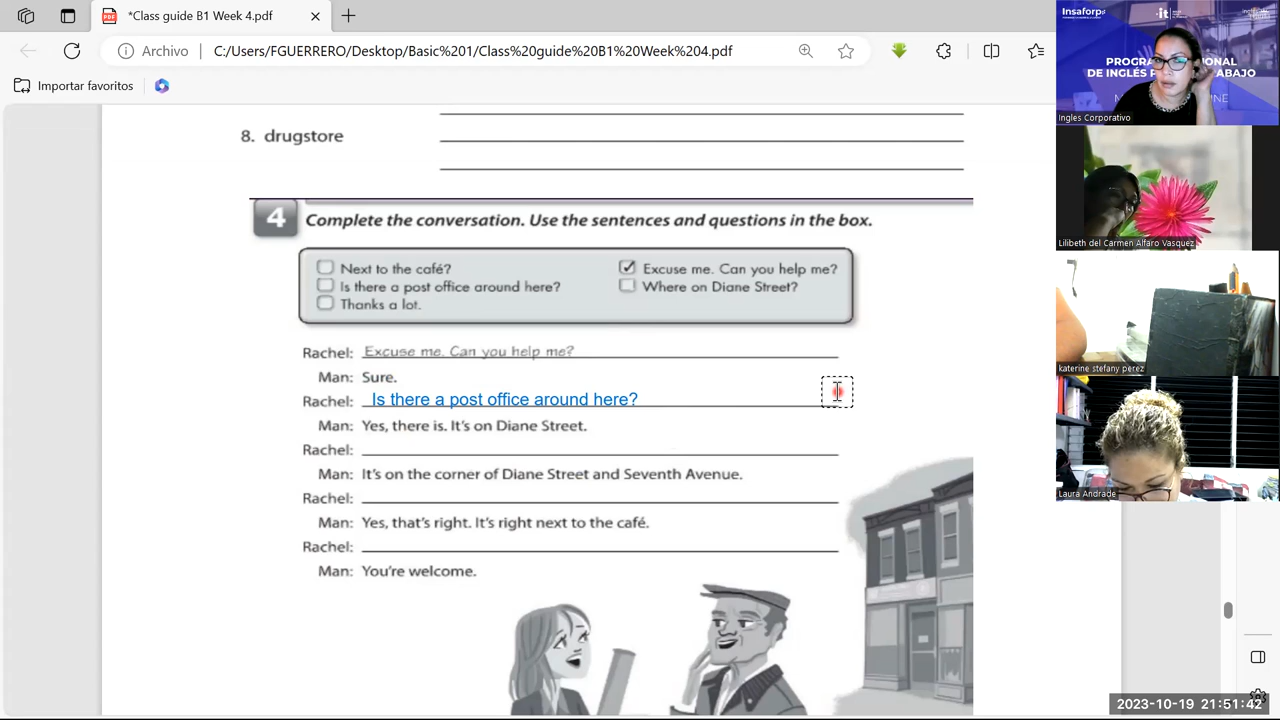 *Class guide B1 Week 4.pdf
Archivo
C:/Users/FGUERRERO/Desktop/Basic%201/Class%20guide%20B1%20Week%204.pdf
Importar favoritos
8. drugstore
4 Complete the conversation. Use the sentences and questions in the box.
Next to the café?
Excuse me. Can you help me?
Is there a post office around here?
Where on Diane Street?
Thanks a lot.
Rachel: Excuse me. Can you help me?
Man: Sure.
Rachel: Is there a post office around here?
Man: Yes, there is. It's on Diane Street.
Rachel:
Man: It's on the corner of Diane Street and Seventh Avenue.
Rachel:
Man: Yes, that's right. It's right next to the café.
Rachel:
Man: You're welcome.
Insaforp
Ingles Corporativo
Lilibeth del Carmen Alfaro Vasquez
katerine stefany perez
Laura Andrade
2023-10-19 21:51:42